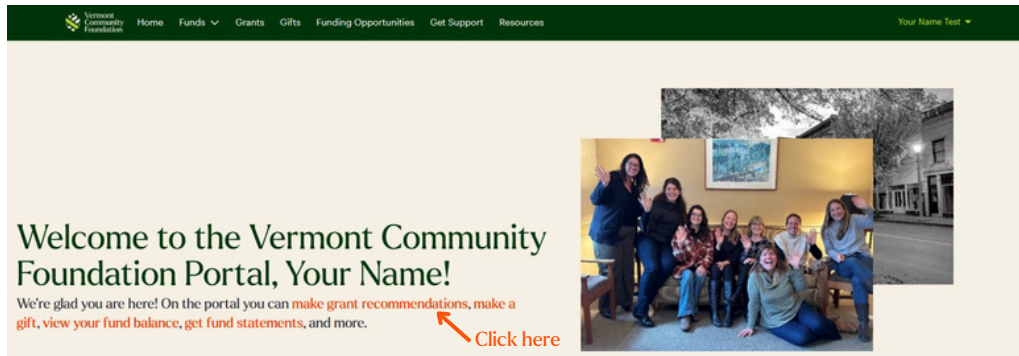 Vermont
Community
Foundation
Home Funds Grants Gifts Funding Opportunities Get Support Resources
Your Name Test
Welcome to the Vermont Community
Foundation Portal, Your Name!
We're glad you are here! On the portal you can make grant recommendations, make a
gift, view your fund balance, get fund statements, and more.
Click here